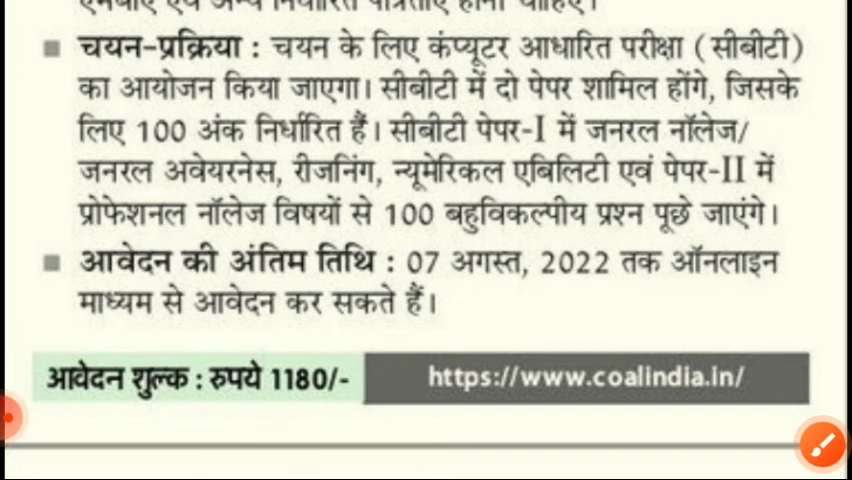 ■ चयन-प्रक्रिया : चयन के लिए कंप्यूटर आधारित परीक्षा (सीबीटी)
का आयोजन किया जाएगा। सीबीटी में दो पेपर शामिल होंगे, जिसके
लिए 100 अंक निर्धारित हैं। सीबीटी पेपर-I में जनरल नॉलेज/
जनरल अवेयरनेस, रीजनिंग, न्यूमेरिकल एबिलिटी एवं पेपर-II में
प्रोफेशनल नॉलेज विषयों से 100 बहुविकल्पीय प्रश्न पूछे जाएंगे।
■ आवेदन की अंतिम तिथि : 07 अगस्त, 2022 तक ऑनलाइन
माध्यम से आवेदन कर सकते हैं।
आवेदन शुल्क : रुपये 1180/-
https://www.coalindia.in/